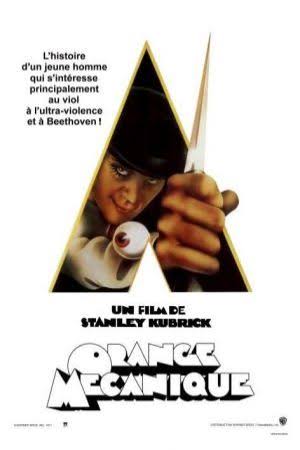 L'histoire
d'un jeune homme
qui s'intéresse
principalement
au viol
à l'ultra-violence
et à Beethoven !
UN FILM DE
STANLEY KUBRICK
ORANGE
MECANIQUE